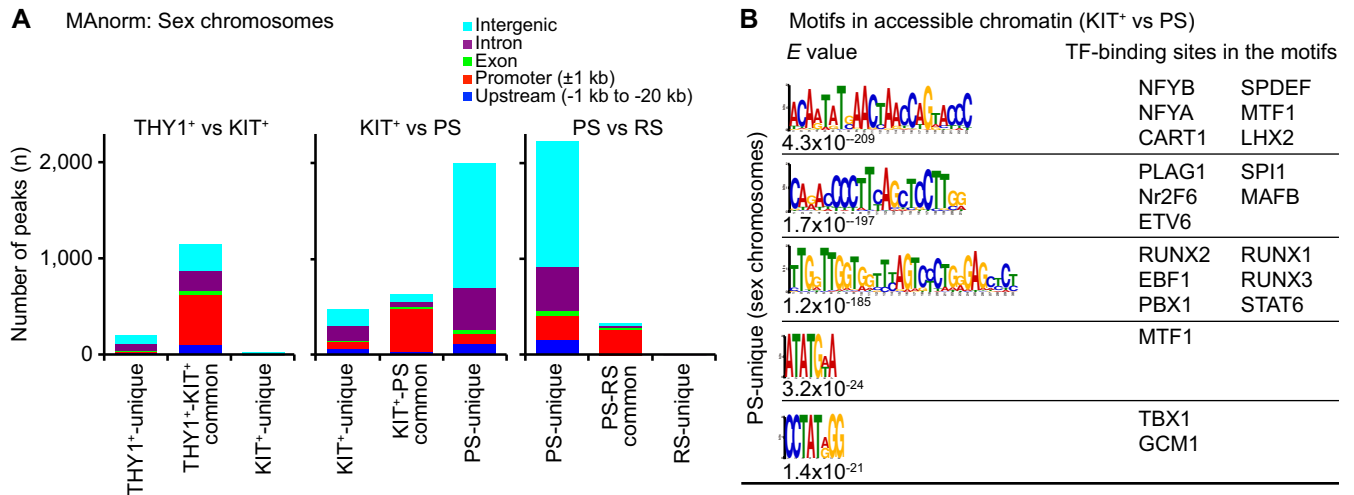 A MAnorm: Sex chromosomes
Intergenic
Intron
Exon
Promoter (±1 kb)
Upstream (-1 kb to -20 kb)
THY1⁺ vs KIT⁺
KIT⁺ vs PS
PS vs RS
Number of peaks (n)
2,000
1,000
0
THY1⁺-unique
THY1⁺-KIT⁺
common
KIT⁺-unique
KIT⁺-unique
KIT⁺-PS
common
PS-unique
PS-unique
PS-RS
common
RS-unique
B Motifs in accessible chromatin (KIT⁺ vs PS)
E value
TF-binding sites in the motifs
PS-unique (sex chromosomes)
4.3x10⁻²⁰⁹
NFYB SPDEF
NFYA MTF1
CART1 LHX2
1.7x10⁻¹⁹⁷
PLAG1 SPI1
Nr2F6 MAFB
ETV6
1.2x10⁻¹⁸⁵
RUNX2 RUNX1
EBF1 RUNX3
PBX1 STAT6
ATATGAA
3.2x10⁻²⁴
MTF1
CCTATGG
1.4x10⁻²¹
TBX1
GCM1